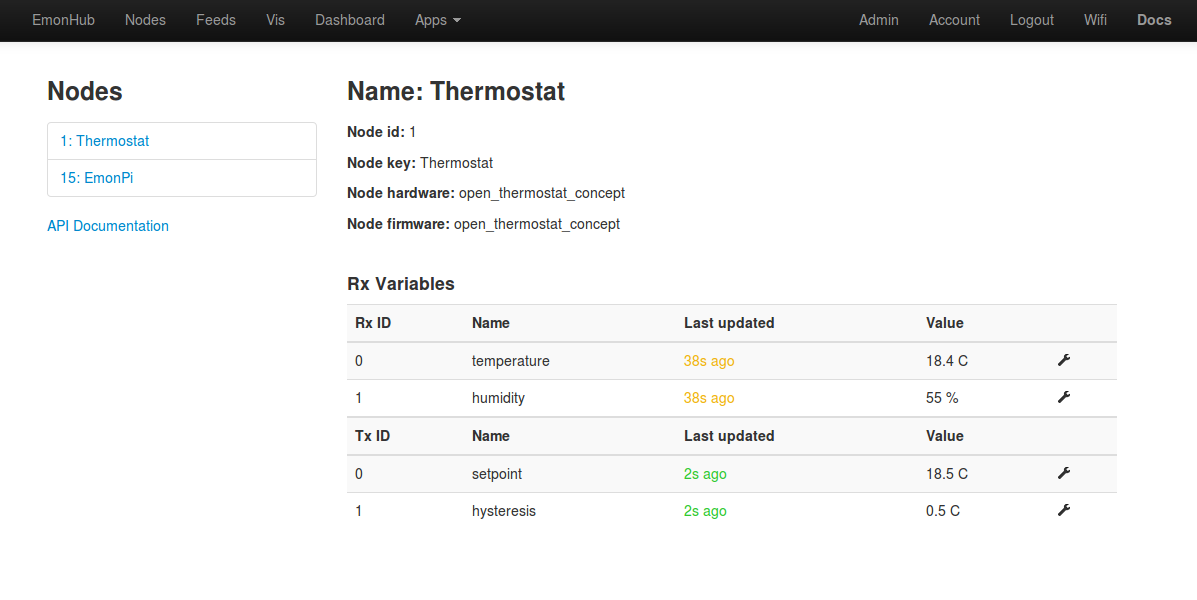 EmonHub Nodes Feeds Vis Dashboard Apps Admin Account Logout Wifi Docs
Nodes
1: Thermostat
15: EmonPi
API Documentation
Name: Thermostat
Node id: 1
Node key: Thermostat
Node hardware: open_thermostat_concept
Node firmware: open_thermostat_concept
Rx Variables
Rx ID Name Last updated Value
0 temperature 38s ago 18.4 C
1 humidity 38s ago 55 %
Tx ID Name Last updated Value
0 setpoint 2s ago 18.5 C
1 hysteresis 2s ago 0.5 C